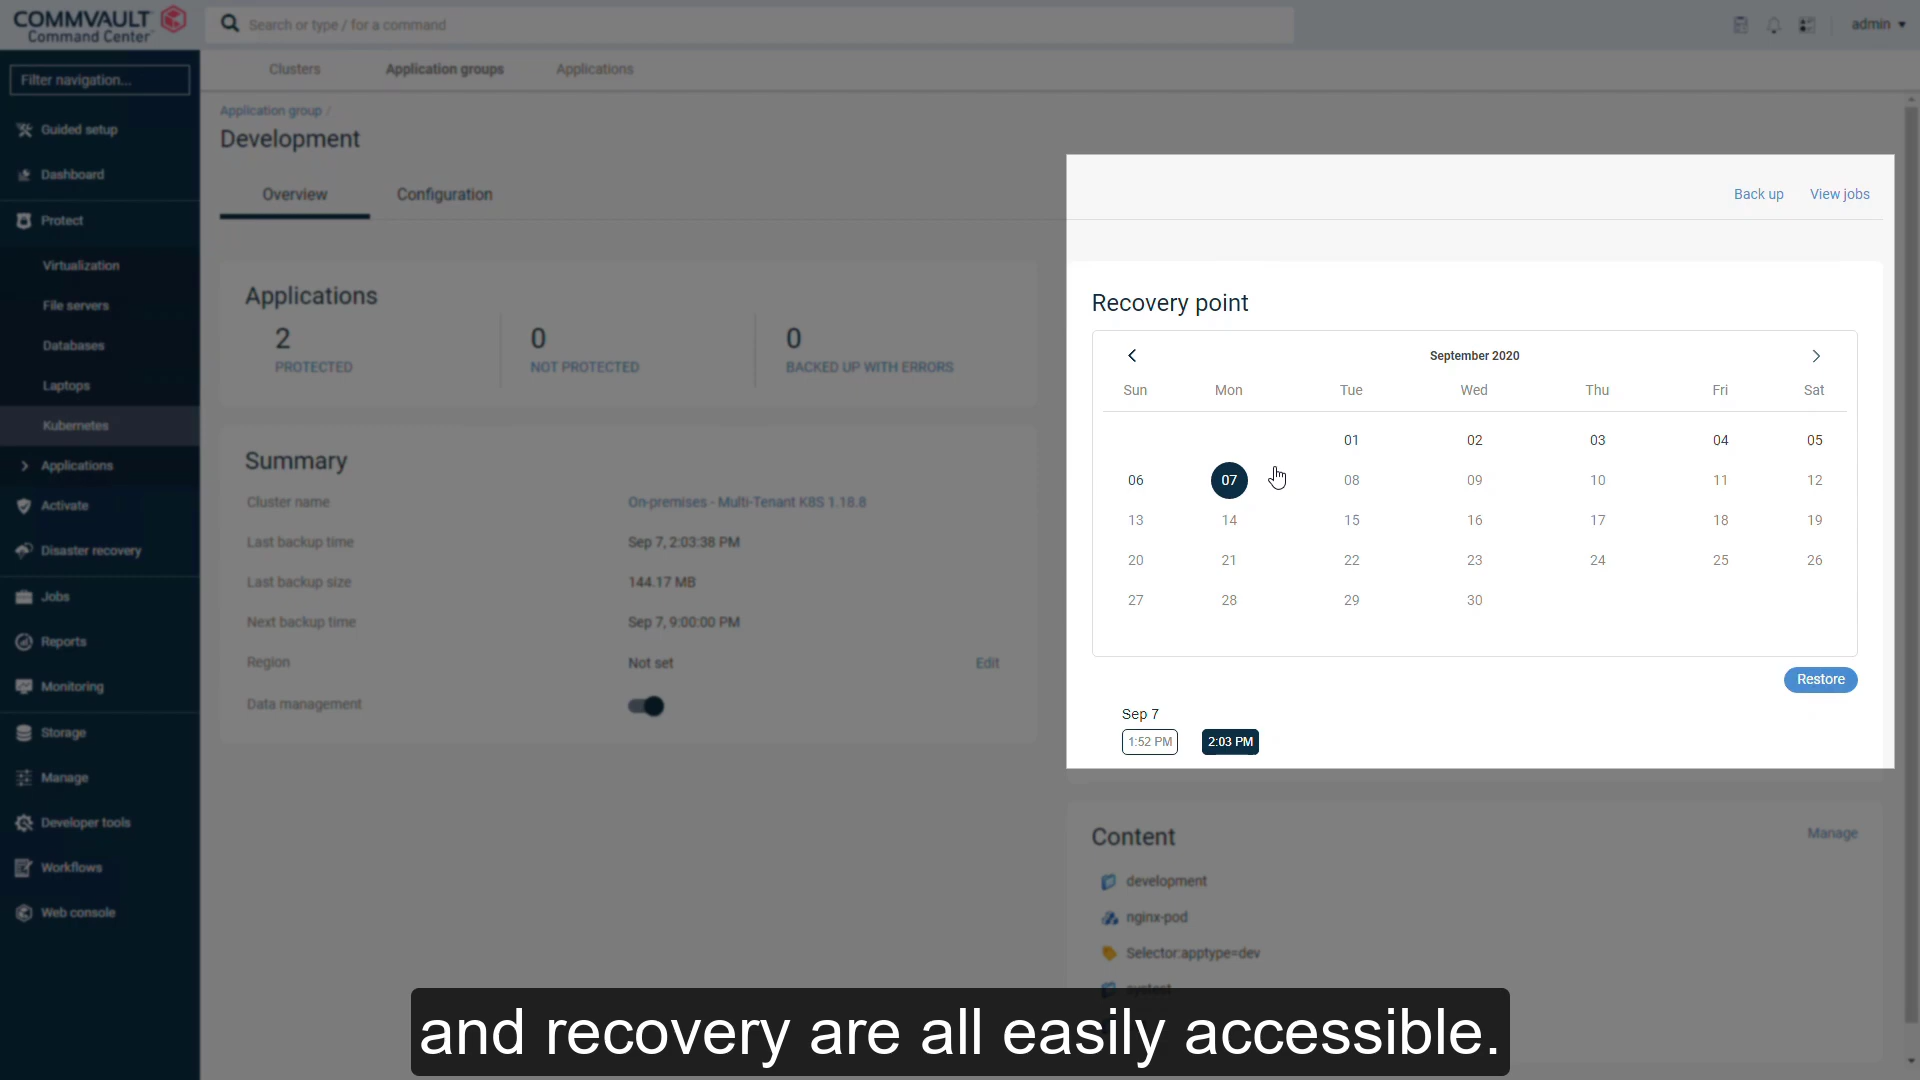 COMMVAULT
Command Center
Search or type / for a command
admin
Filter navigation...
Guided setup
Dashboard
Protect
Virtualization
File servers
Databases
Laptops
Kubernetes
Applications
Activate
Disaster recovery
Jobs
Reports
Monitoring
Storage
Manage
Developer tools
Workflows
Web console
Clusters Application groups Applications
Application group /
Development
Overview Configuration
Back up View jobs
Applications
2 0 0
PROTECTED NOT PROTECTED BACKED UP WITH ERRORS
Summary
Cluster name On-premises - Multi-Tenant K8S 1.18.8
Last backup time Sep 7, 2:03:38 PM
Last backup size 144.17 MB
Next backup time Sep 7, 9:00:00 PM
Region Not set Edit
Data management
Recovery point
September 2020
Sun Mon Tue Wed Thu Fri Sat
01 02 03 04 05
06 07 08 09 10 11 12
13 14 15 16 17 18 19
20 21 22 23 24 25 26
27 28 29 30
Restore
Sep 7
1:52 PM 2:03 PM
Content Manage
development
nginx-pod
Selector:apptype=dev
and recovery are all easily accessible.